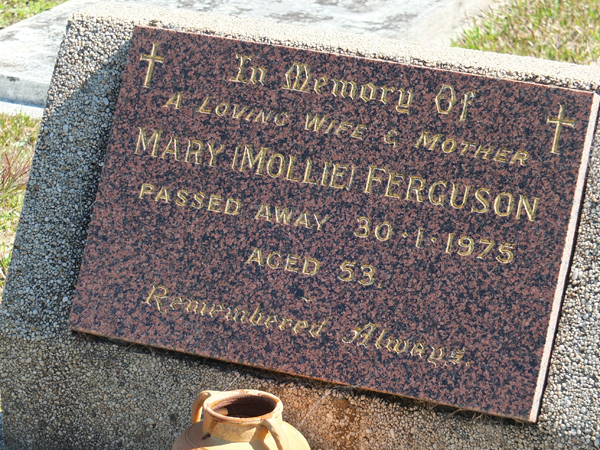 In Memory Of
A LOVING WIFE & MOTHER
MARY (MOLLIE) FERGUSON
PASSED AWAY 30·1·1975
AGED 53.
Remembered Always.